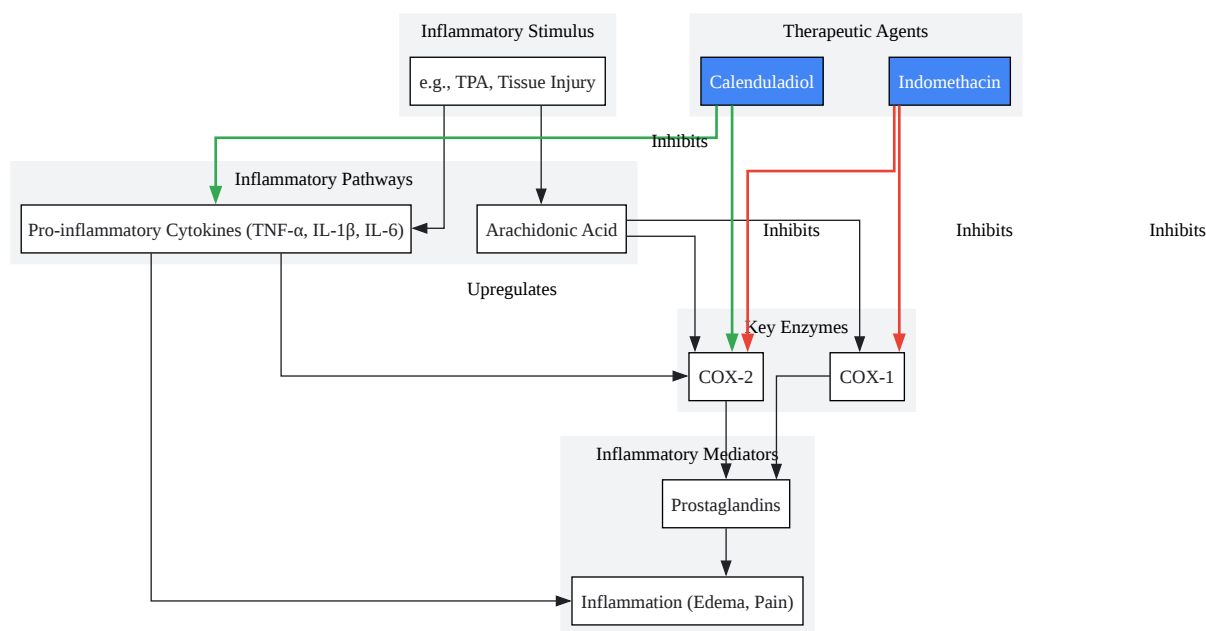 Inflammatory Stimulus
Therapeutic Agents
e.g., TPA, Tissue Injury
Calenduladiol
Indomethacin
Inhibits
Inflammatory Pathways
Pro-inflammatory Cytokines (TNF-α, IL-1β, IL-6)
Arachidonic Acid
Inhibits
Inhibits
Inhibits
Upregulates
Key Enzymes
COX-2
COX-1
Inflammatory Mediators
Prostaglandins
Inflammation (Edema, Pain)